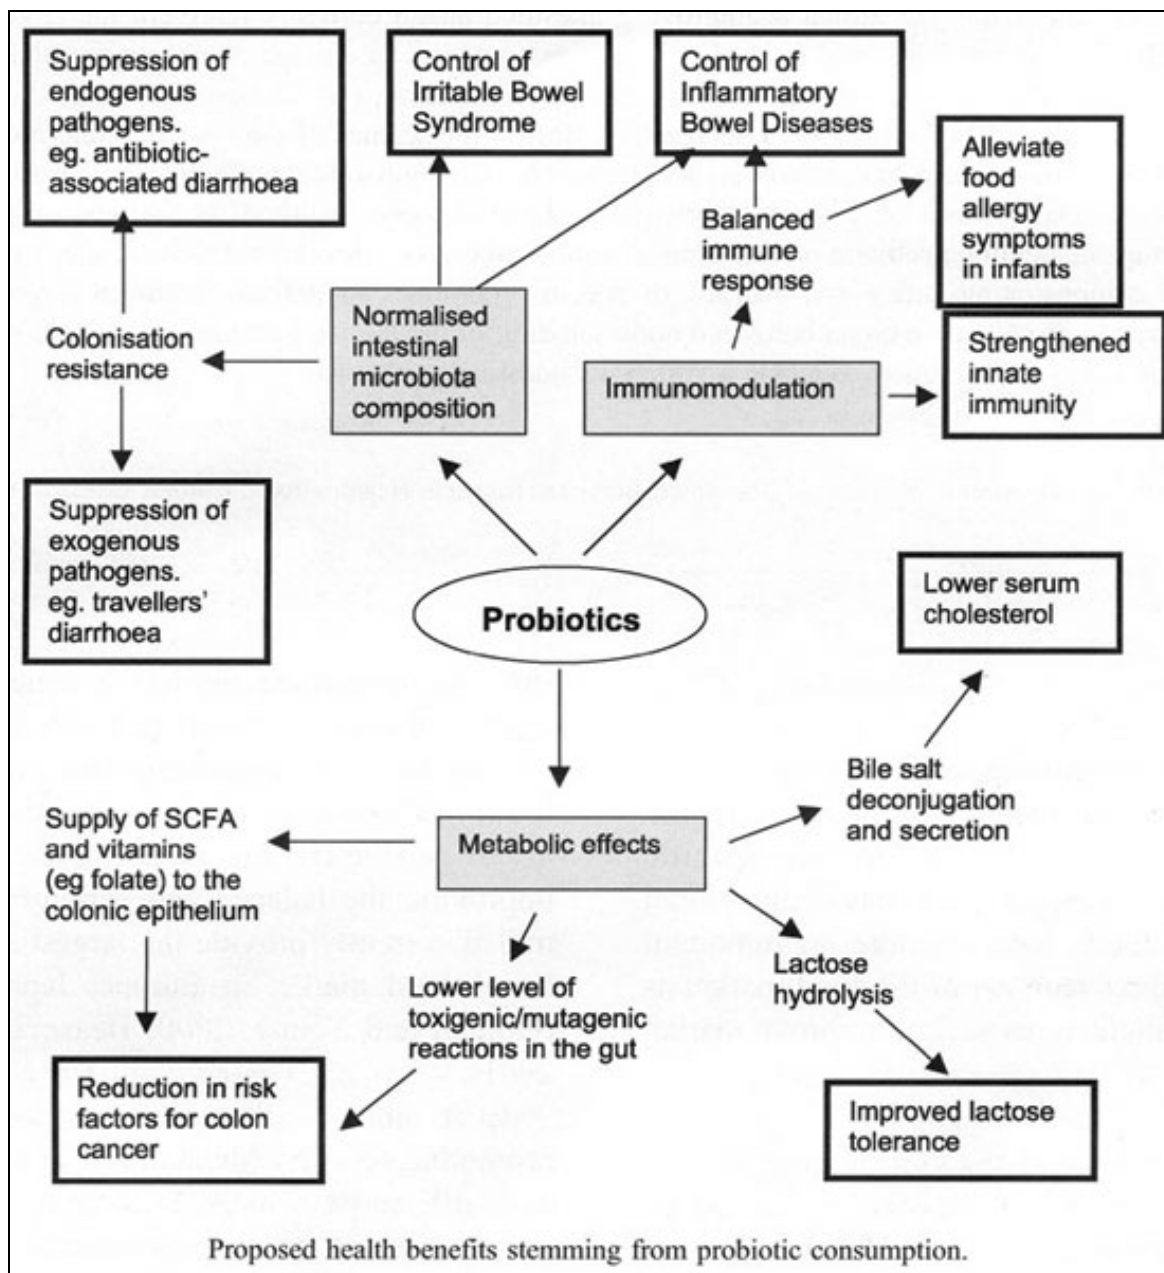 Suppression of
endogenous
pathogens.
eg. antibiotic-
associated diarrhoea
Control of
Irritable Bowel
Syndrome
Control of
Inflammatory
Bowel Diseases
Alleviate
food
allergy
symptoms
in infants
Balanced
immune
response
Colonisation
resistance
Normalised
intestinal
microbiota
composition
Immunomodulation
Strengthened
innate
immunity
Suppression of
exogenous
pathogens.
eg. travellers'
diarrhoea
Probiotics
Lower serum
cholesterol
Bile salt
deconjugation
and secretion
Supply of SCFA
and vitamins
(eg folate) to the
colonic epithelium
Metabolic effects
Lactose
hydrolysis
Lower level of
toxigenic/mutagenic
reactions in the gut
Reduction in risk
factors for colon
cancer
Improved lactose
tolerance
Proposed health benefits stemming from probiotic consumption.